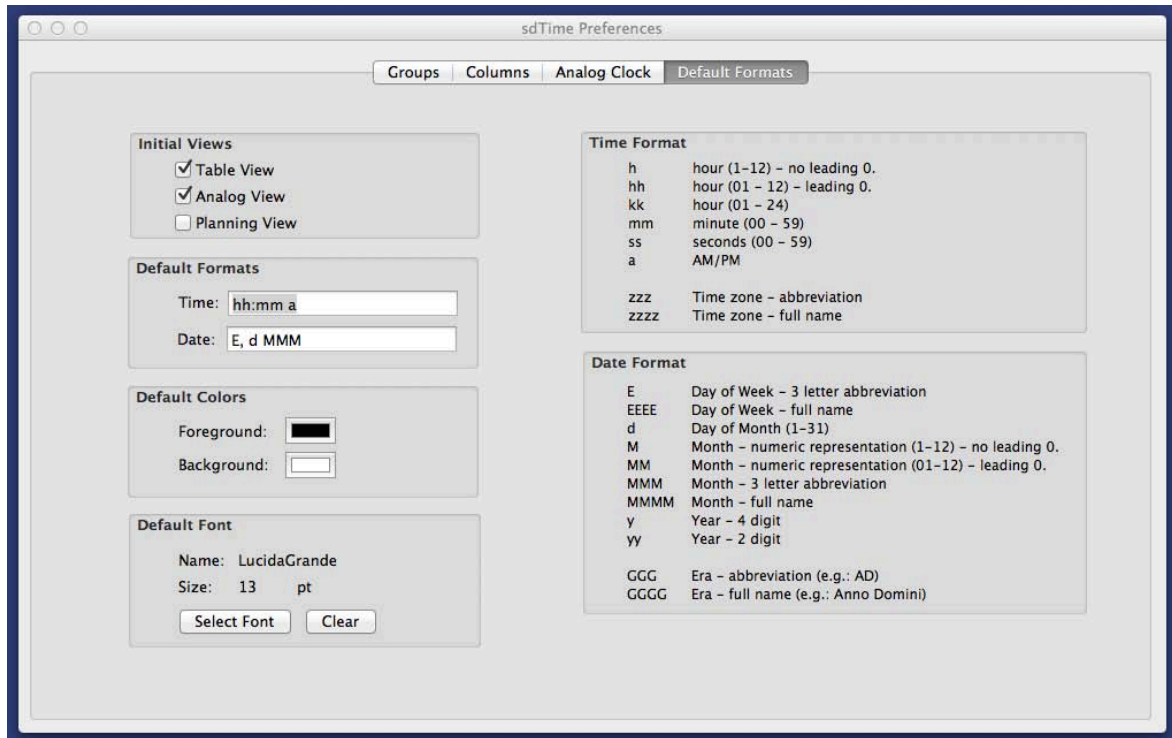 sdTime Preferences
Groups Columns Analog Clock Default Formats
Initial Views
Table View
Analog View
Planning View
Default Formats
Time: hh:mm a
Date: E, d MMM
Default Colors
Foreground:
Background:
Default Font
Name: LucidaGrande
Size: 13 pt
Select Font Clear
Time Format
h hour (1-12) - no leading 0.
hh hour (01 - 12) - leading 0.
kk hour (01 - 24)
mm minute (00 - 59)
ss seconds (00 - 59)
a AM/PM
zzz Time zone - abbreviation
zzzz Time zone - full name
Date Format
E Day of Week - 3 letter abbreviation
EEEE Day of Week - full name
d Day of Month (1-31)
M Month - numeric representation (1-12) - no leading 0.
MM Month - numeric representation (01-12) - leading 0.
MMM Month - 3 letter abbreviation
MMMM Month - full name
y Year - 4 digit
yy Year - 2 digit
GGG Era - abbreviation (e.g.: AD)
GGGG Era - full name (e.g.: Anno Domini)